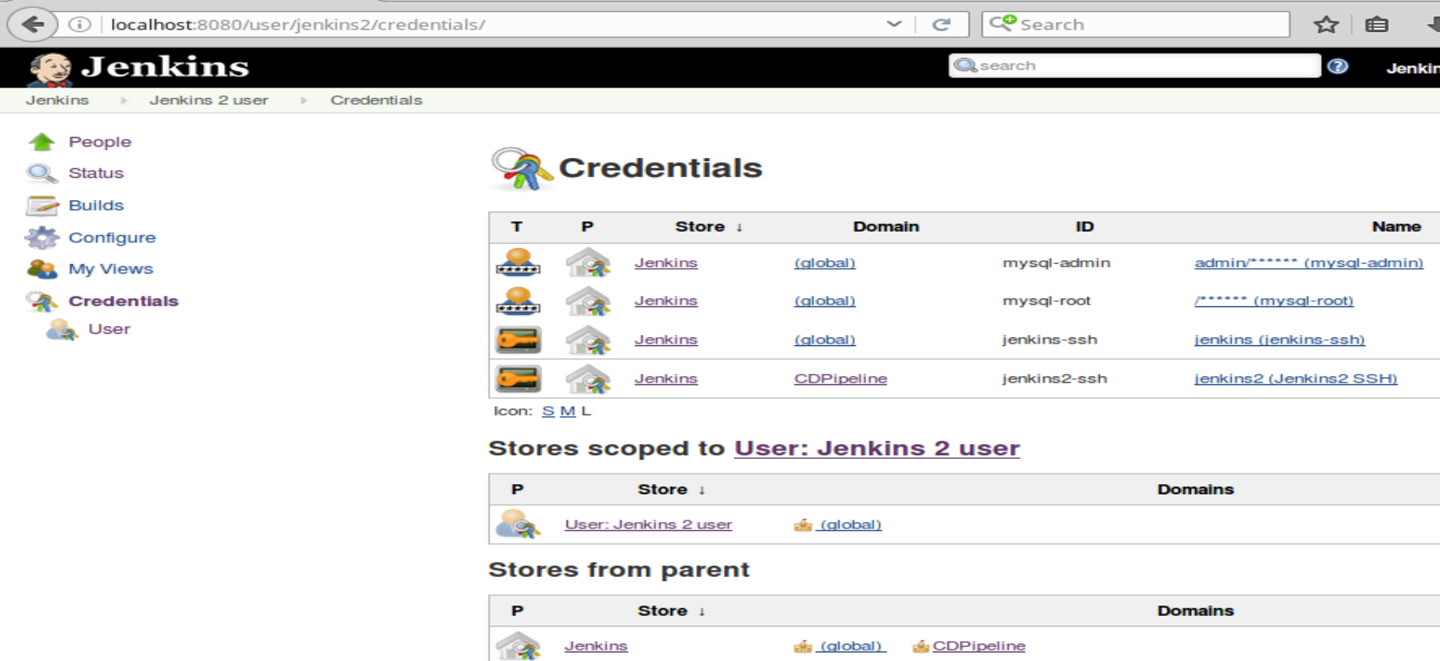 localhost:8080/user/jenkins2/credentials/ Search
Jenkins search Jenkin
Jenkins Jenkins 2 user Credentials
People
Status
Builds
Configure
My Views
Credentials
User
Credentials
T P Store ↓ Domain ID Name
Jenkins (global) mysql-admin admin/****** (mysql-admin)
Jenkins (global) mysql-root /****** (mysql-root)
Jenkins (global) jenkins-ssh jenkins (jenkins-ssh)
Jenkins CDPipeline jenkins2-ssh jenkins2 (Jenkins2 SSH)
Icon: S M L
Stores scoped to User: Jenkins 2 user
P Store ↓ Domains
User: Jenkins 2 user (global)
Stores from parent
P Store ↓ Domains
Jenkins (global) CDPipeline